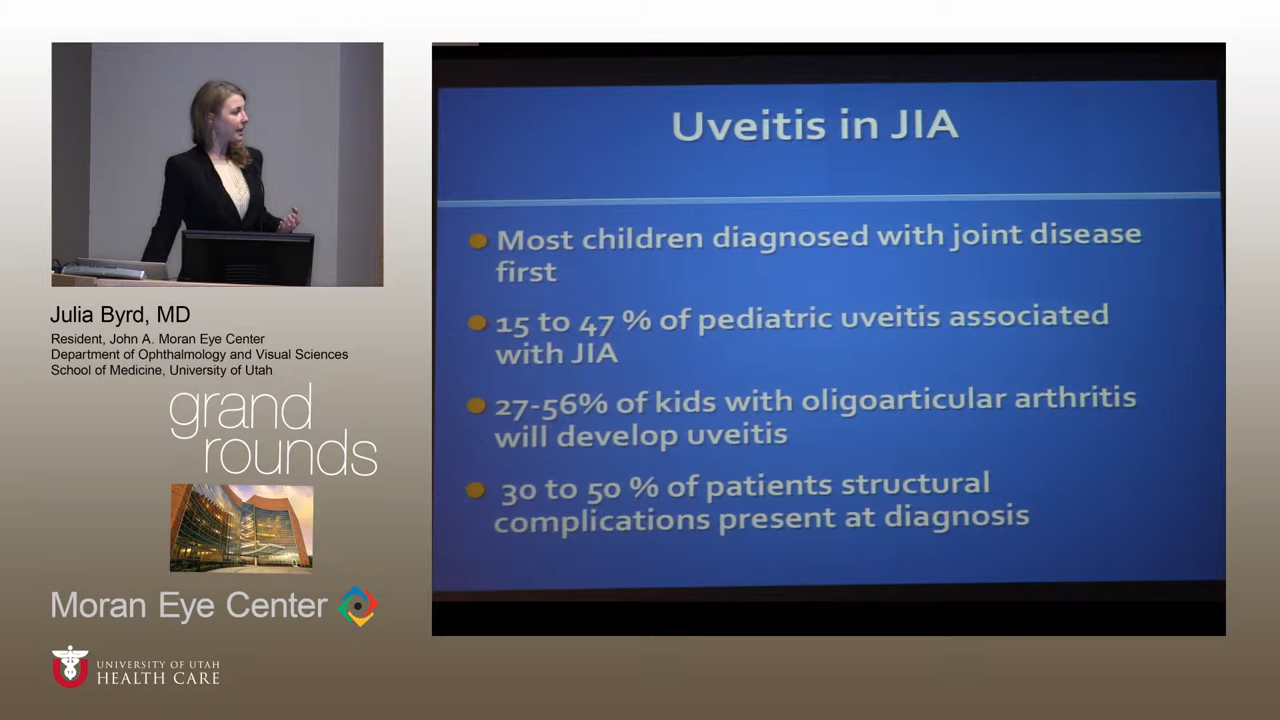 Julia Byrd, MD
Resident, John A. Moran Eye Center
Department of Ophthalmology and Visual Sciences
School of Medicine, University of Utah
grand
rounds
Moran Eye Center
UNIVERSITY OF UTAH
HEALTH CARE
Uveitis in JIA
Most children diagnosed with joint disease
first
15 to 47 % of pediatric uveitis associated
with JIA
27-56% of kids with oligoarticular arthritis
will develop uveitis
30 to 50 % of patients structural
complications present at diagnosis